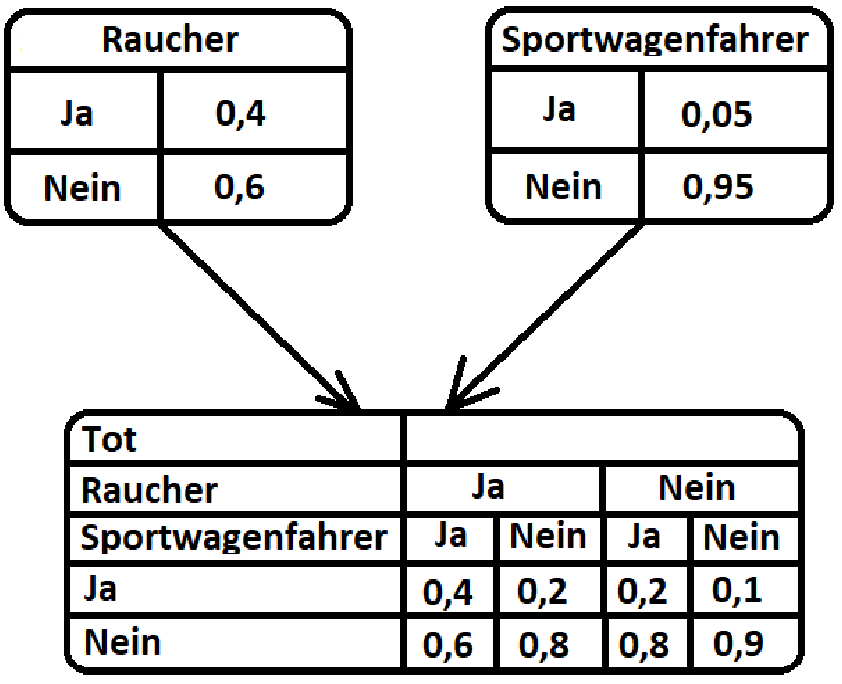 Raucher
Ja 0,4
Nein 0,6
Sportwagenfahrer
Ja 0,05
Nein 0,95
Tot
Raucher Ja Nein
Sportwagenfahrer Ja Nein Ja Nein
Ja 0,4 0,2 0,2 0,1
Nein 0,6 0,8 0,8 0,9